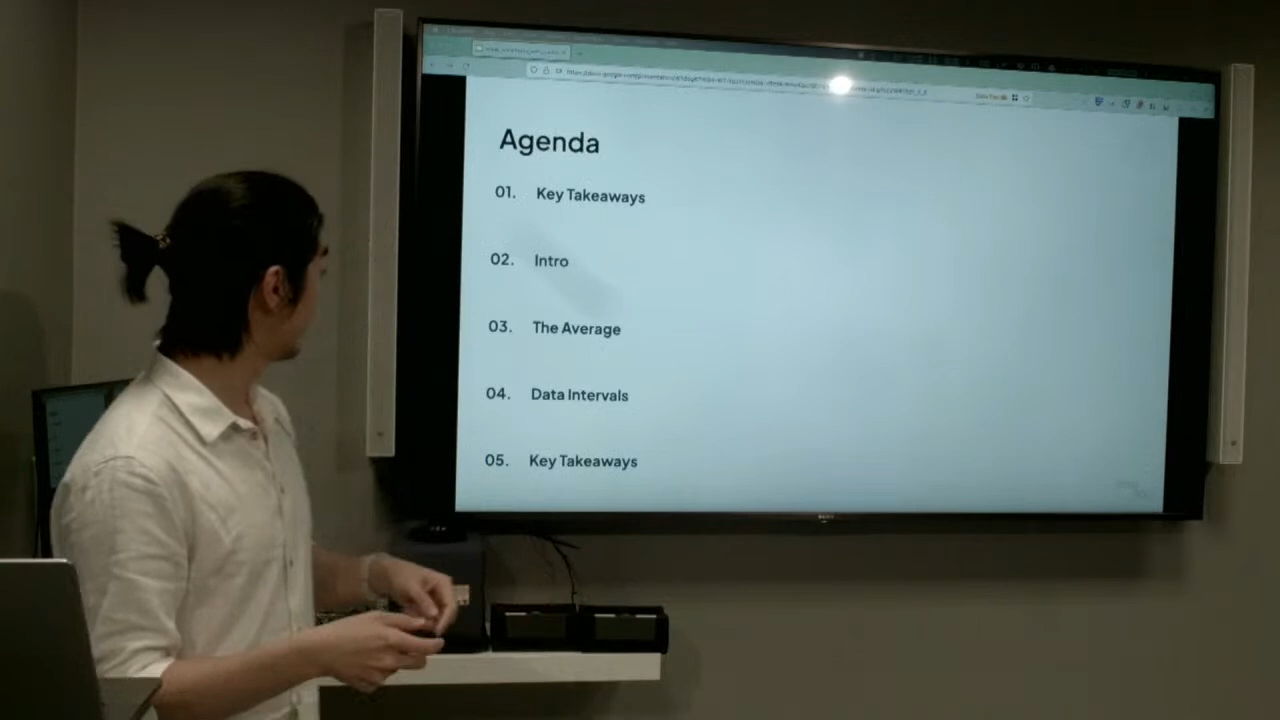 Agenda
01. Key Takeaways
02. Intro
03. The Average
04. Data Intervals
05. Key Takeaways